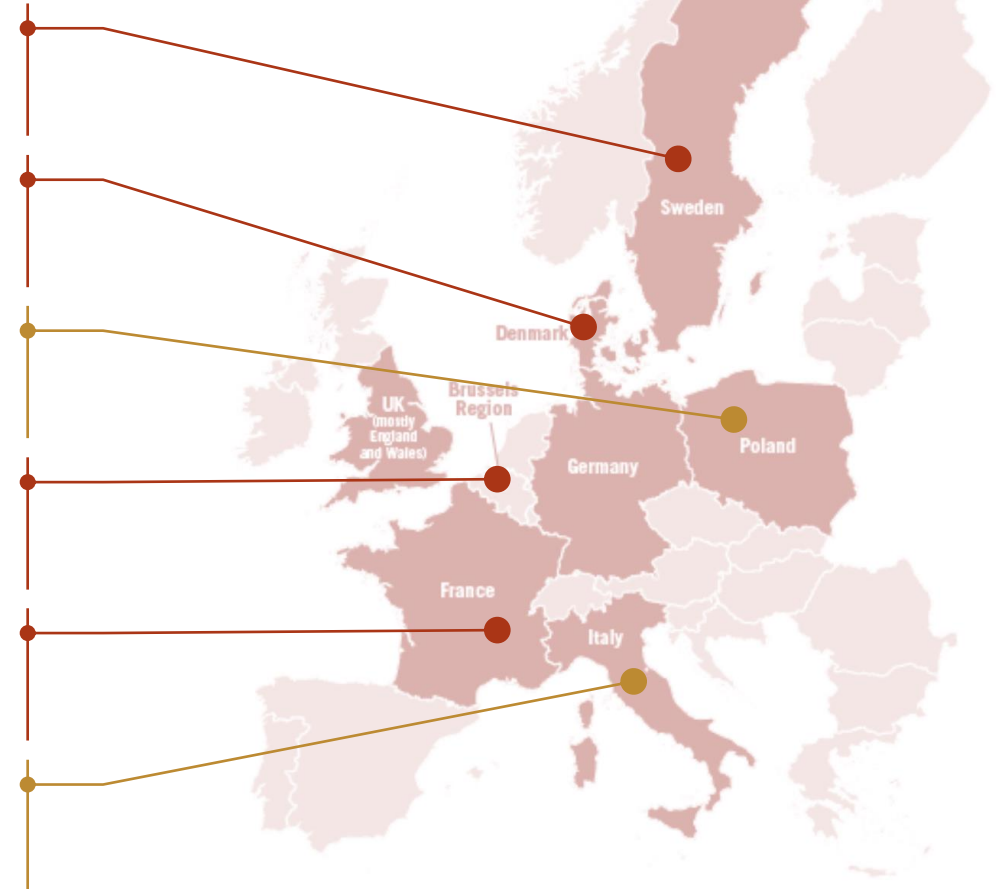 Sweden
Denmark
Brussels
Region
UK
(mostly
England
and Wales)
Poland
Germany
France
Italy